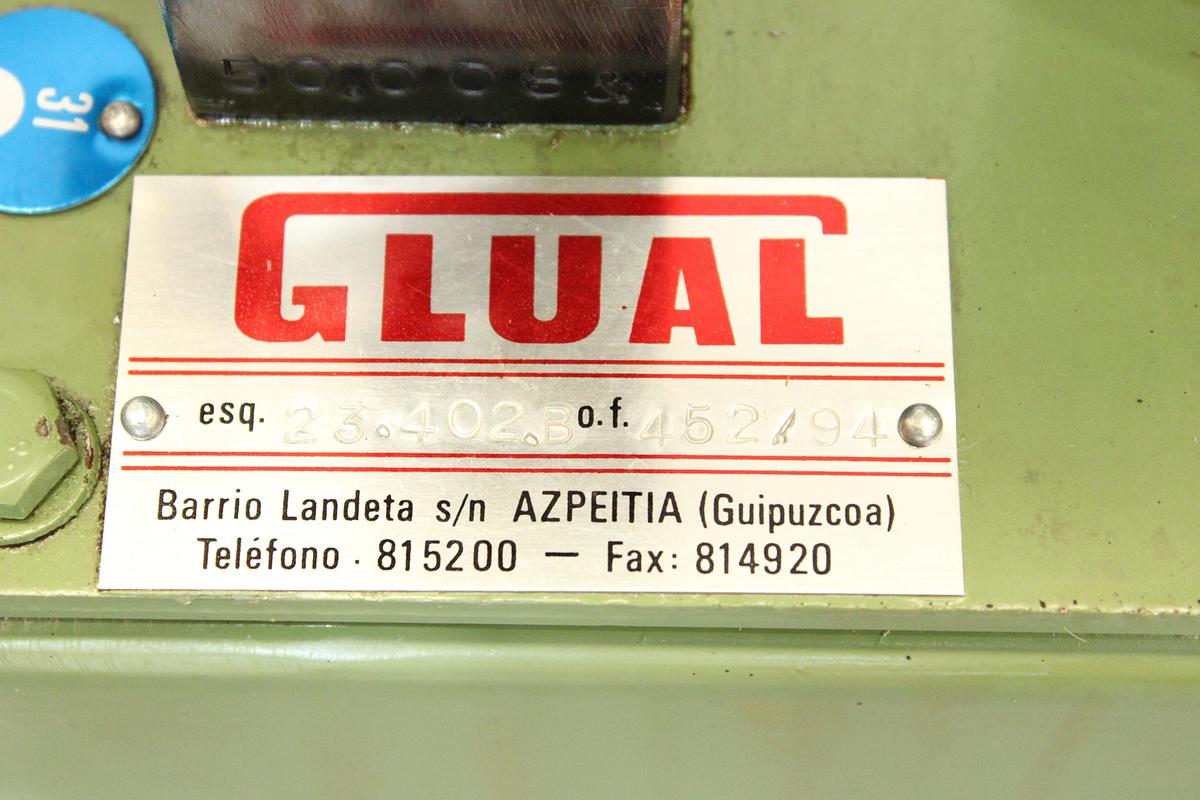 31
GLUAL
esq. 23.402.B o.f. 452/94
Barrio Landeta s/n AZPEITIA (Guipuzcoa)
Teléfono · 815200 — Fax: 814920